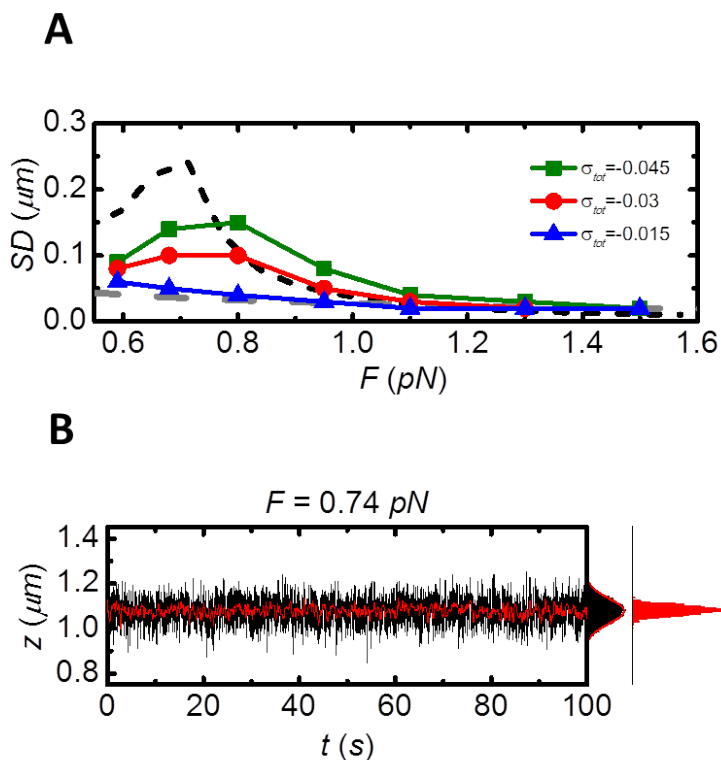 A
0.3
0.2
0.1
0.0
SD (μm)
σtot=-0.045
σtot=-0.03
σtot=-0.015
0.6 0.8 1.0 1.2 1.4 1.6
F (pN)
B
F = 0.74 pN
1.4
1.2
1.0
0.8
z (μm)
0 20 40 60 80 100
t (s)